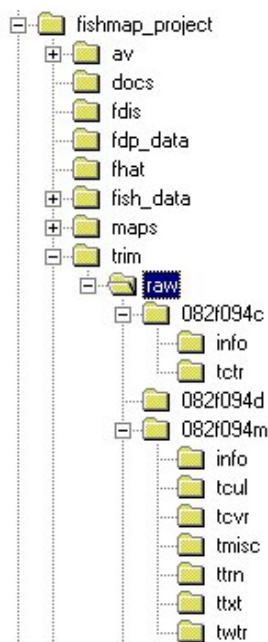 fishmap_project
av
docs
fdis
fdp_data
fhat
fish_data
maps
trim
raw
082f094c
info
tctr
082f094d
082f094m
info
tcul
tcvr
tmisc
ttrn
ttxt
twtr